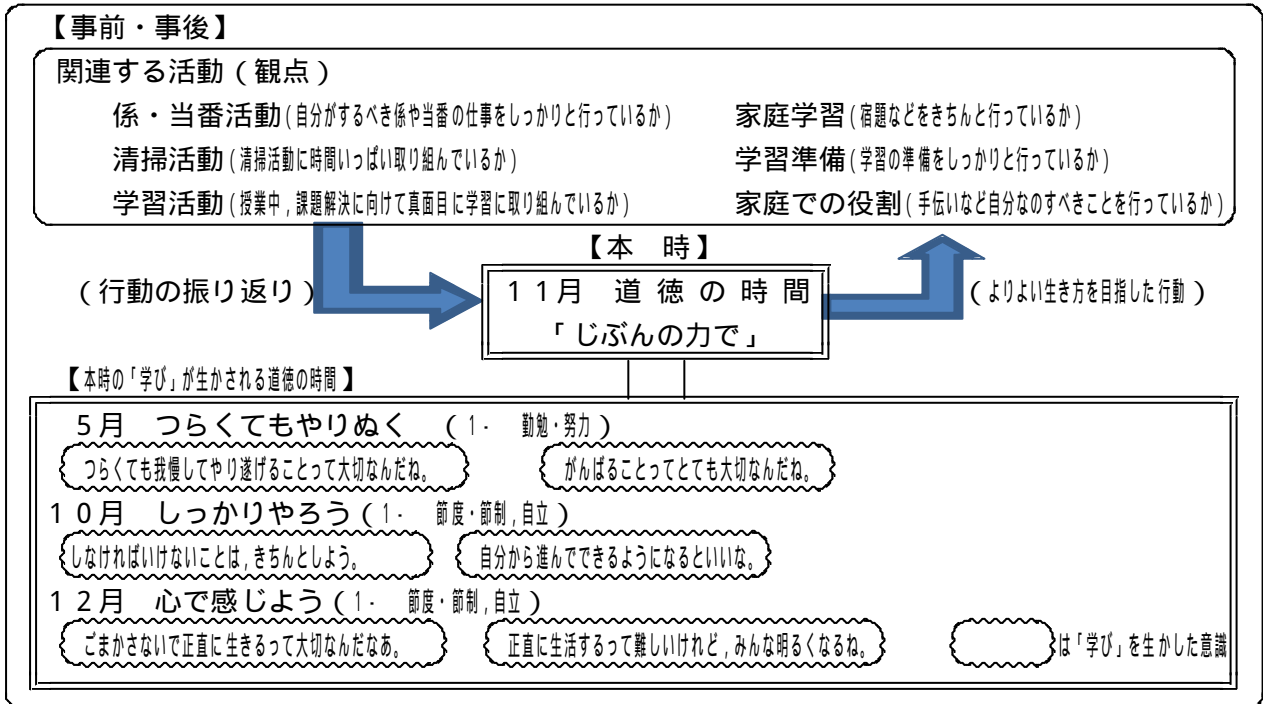 【事前・事後】
関連する活動(観点)
係・当番活動(自分がするべき係や当番の仕事をしっかりと行っているか) 家庭学習(宿題などをきちんと行っているか)
清掃活動(清掃活動に時間いっぱい取り組んでいるか) 学習準備(学習の準備をしっかりと行っているか)
学習活動(授業中,課題解決に向けて真面目に学習に取り組んでいるか) 家庭での役割(手伝いなど自分なのすべきことを行っているか)
【本 時】
(行動の振り返り) 11月 道徳の時間 (よりよい生き方を目指した行動)
「じぶんの力で」
【本時の「学び」が生かされる道徳の時間】
5月 つらくてもやりぬく (1- 勤勉・努力)
つらくても我慢してやり遂げることって大切なんだね。 がんばることってとても大切なんだね。
10月 しっかりやろう(1- 節度・節制,自立)
しなければいけないことは,きちんとしよう。 自分から進んでできるようになるといいな。
12月 心で感じよう(1- 節度・節制,自立)
ごまかさないで正直に生きるって大切なんだなあ。 正直に生活するって難しいけれど,みんな明るくなるね。 は「学び」を生かした意識